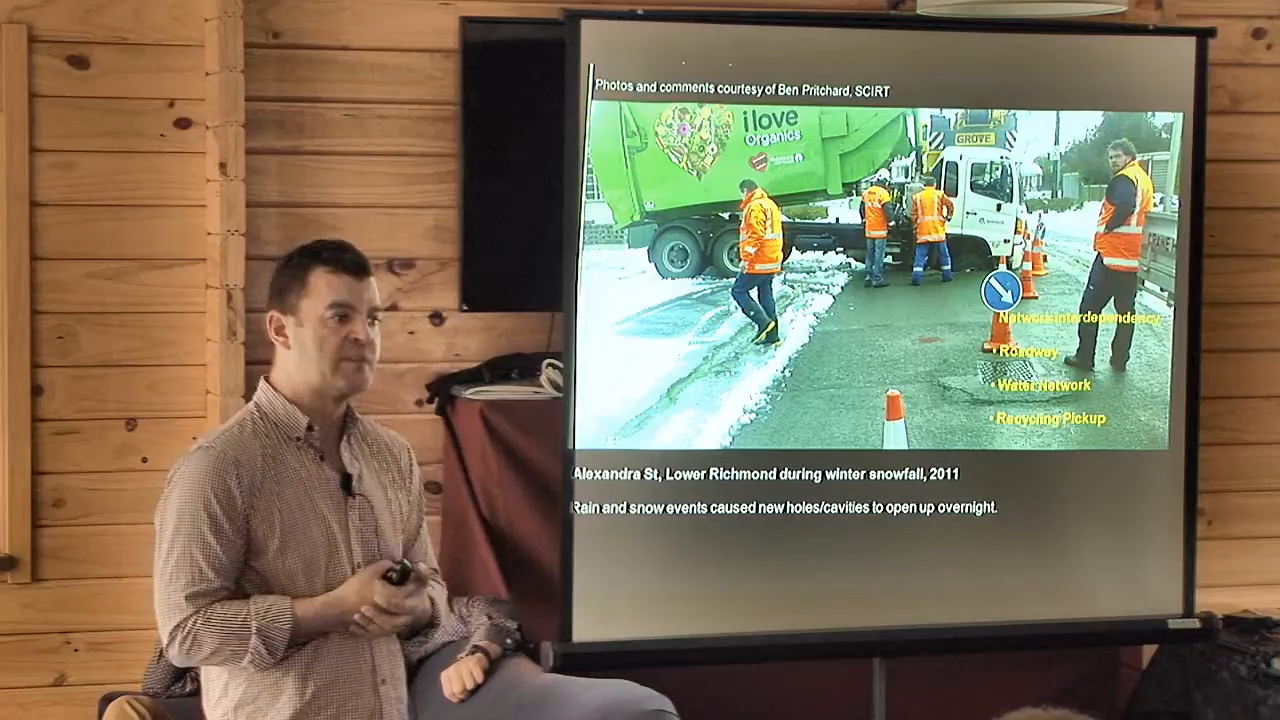 Photos and comments courtesy of Ben Pritchard, SCIRT
i love
Organics
GROVE
Network Interdependency
• Roadway
• Water Network
• Recycling Pickup
Alexandra St, Lower Richmond during winter snowfall, 2011
Rain and snow events caused new holes/cavities to open up overnight.